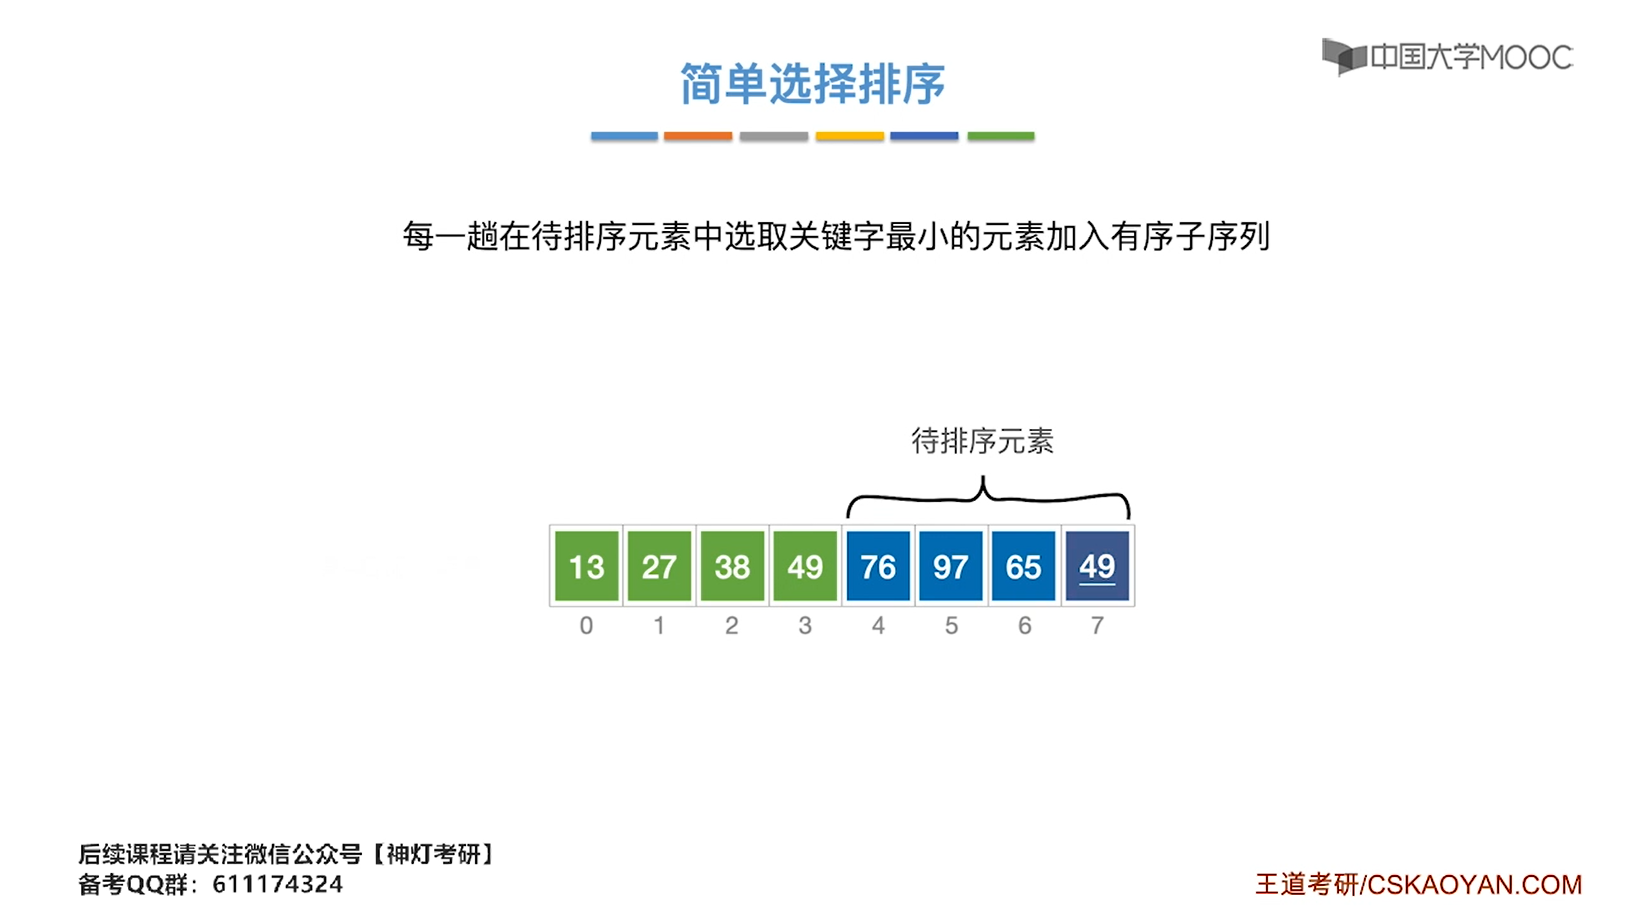 中国大学MOOC
简单选择排序
每一趟在待排序元素中选取关键字最小的元素加入有序子序列
待排序元素
13 27 38 49 76 97 65 49
0 1 2 3 4 5 6 7
后续课程请关注微信公众号【神灯考研】
备考QQ群：611174324
王道考研/CSKAOYAN.COM